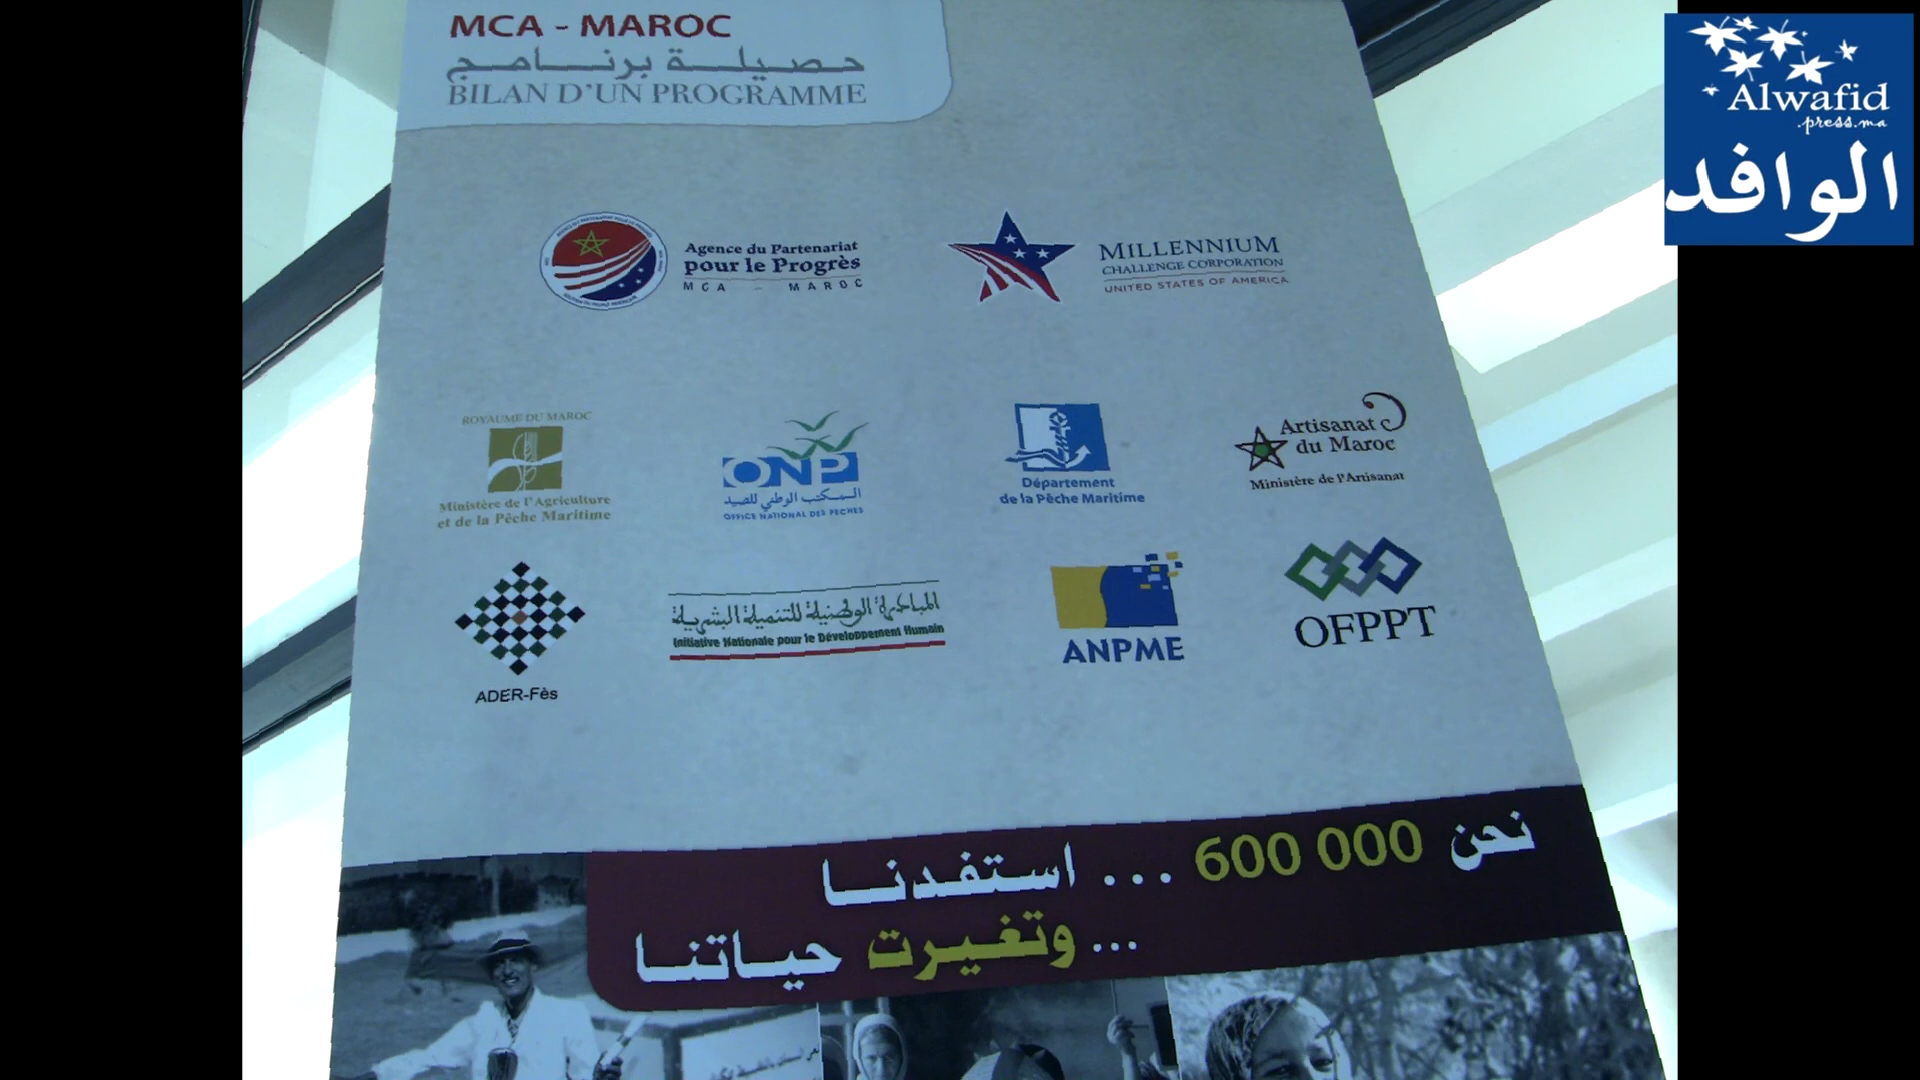 MCA - MAROC
حصيلة برنامج
BILAN D'UN PROGRAMME
Alwafid
.press.ma
الوافد
Agence du Partenariat
pour le Progrès
MCA - MAROC
MILLENNIUM
CHALLENGE CORPORATION
UNITED STATES OF AMERICA
ROYAUME DU MAROC
Ministère de l'Agriculture
et de la Pêche Maritime
ONP
المكتب الوطني للصيد
OFFICE NATIONAL DES PECHES
Département
de la Pêche Maritime
Artisanat
du Maroc
Ministère de l'Artisanat
ADER-Fès
المبادرة الوطنية للتنمية البشرية
Initiative Nationale pour le Développement Humain
ANPME
OFPPT
نحن 600 000 ... استفدنا
... وتغيرت حياتنا